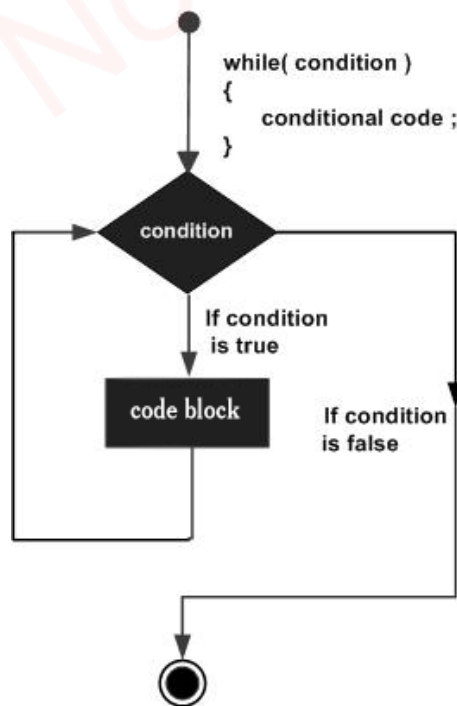 while( condition )
{
conditional code ;
}
condition
If condition
is true
code block
If condition
is false